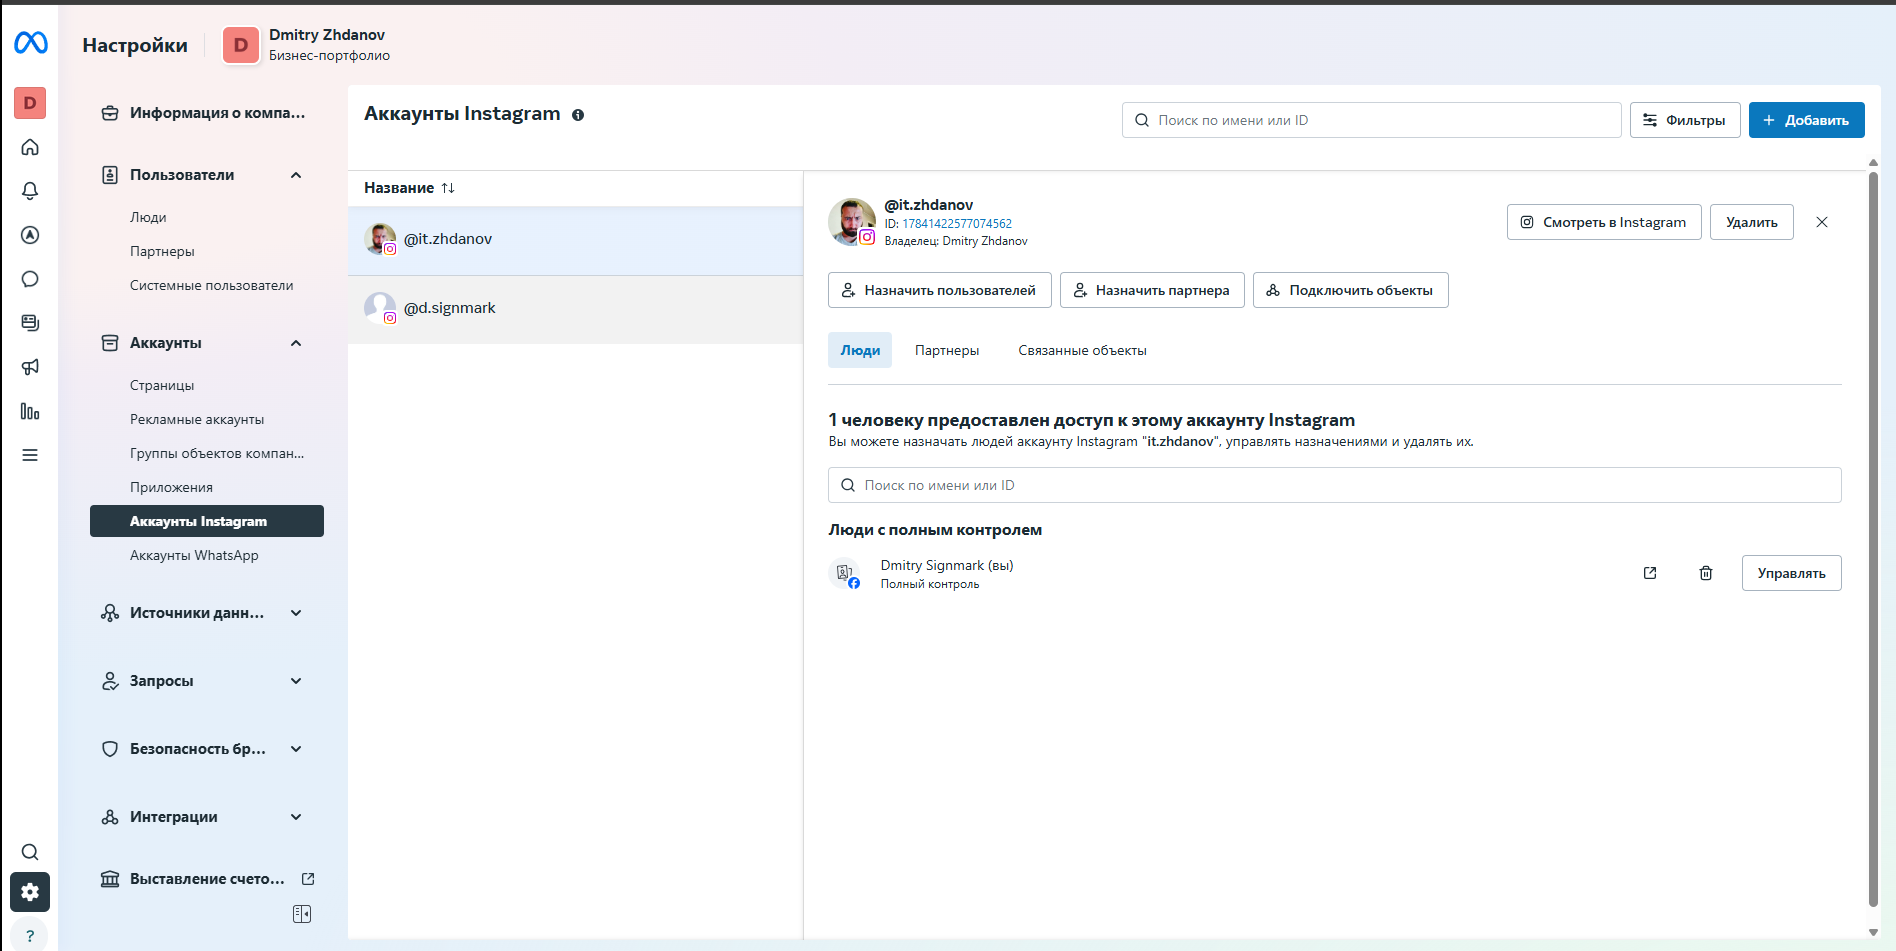 Настройки
D
Dmitry Zhdanov
Бизнес-портфолио
D
Информация о компа...
Пользователи
Люди
Партнеры
Системные пользователи
Аккаунты
Страницы
Рекламные аккаунты
Группы объектов компан...
Приложения
Аккаунты Instagram
Аккаунты WhatsApp
Источники данн...
Запросы
Безопасность бр...
Интеграции
Выставление счето...
?
Аккаунты Instagram
Поиск по имени или ID
Фильтры
Добавить
Название
@it.zhdanov
@d.signmark
@it.zhdanov
ID: 17841422577074562
Владелец: Dmitry Zhdanov
Смотреть в Instagram
Удалить
Назначить пользователей
Назначить партнера
Подключить объекты
Люди
Партнеры
Связанные объекты
1 человеку предоставлен доступ к этому аккаунту Instagram
Вы можете назначать людей аккаунту Instagram "it.zhdanov", управлять назначениями и удалять их.
Поиск по имени или ID
Люди с полным контролем
Dmitry Signmark (вы)
Полный контроль
Управлять